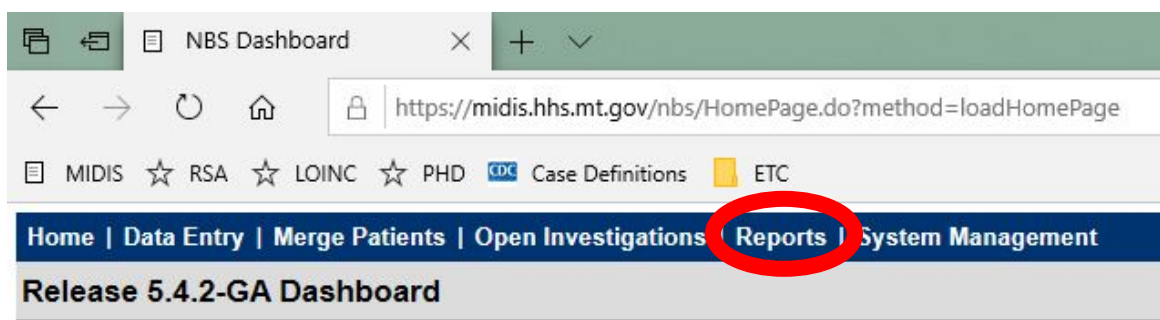 NBS Dashboard
https://midis.hhs.mt.gov/nbs/HomePage.do?method=loadHomePage
MIDIS RSA LOINC PHD CDC Case Definitions ETC
Home | Data Entry | Merge Patients | Open Investigations | Reports | System Management
Release 5.4.2-GA Dashboard